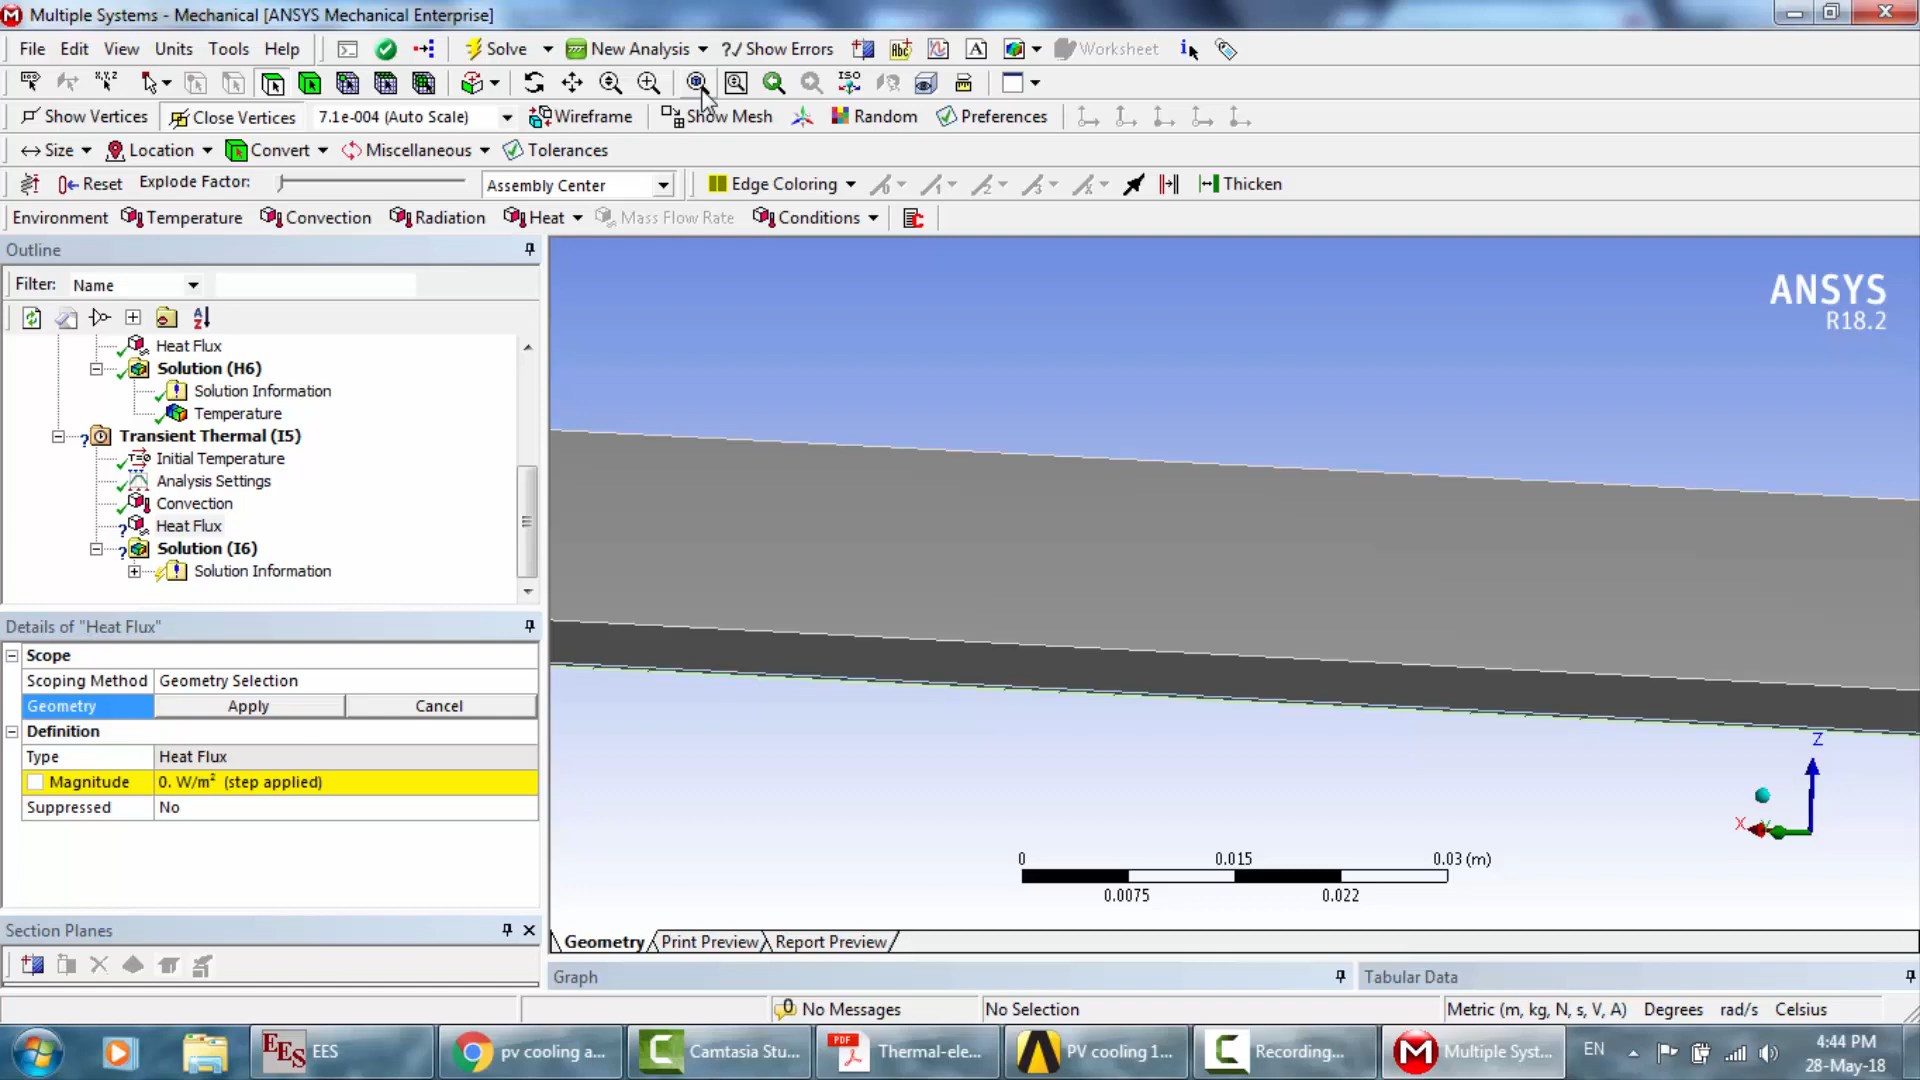 Multiple Systems - Mechanical [ANSYS Mechanical Enterprise]
File Edit View Units Tools Help Solve New Analysis ?/ Show Errors Abc A Worksheet i
X,Y,Z ISO
Show Vertices Close Vertices 7.1e-004 (Auto Scale) Wireframe Show Mesh Random Preferences
Size Location Convert Miscellaneous Tolerances
Reset Explode Factor: Assembly Center Edge Coloring Thicken
Environment Temperature Convection Radiation Heat Mass Flow Rate Conditions
Outline
Filter: Name
A
Z
Heat Flux
Solution (H6)
Solution Information
Temperature
Transient Thermal (I5)
T=0 Initial Temperature
Analysis Settings
Convection
? Heat Flux
Solution (I6)
Solution Information
Details of "Heat Flux"
Scope
Scoping Method Geometry Selection
Geometry Apply Cancel
Definition
Type Heat Flux
Magnitude 0. W/m² (step applied)
Suppressed No
Section Planes
ANSYS
R18.2
Z
X Y
0 0.015 0.03 (m)
0.0075 0.022
Geometry Print Preview Report Preview
Graph Tabular Data
No Messages No Selection Metric (m, kg, N, s, V, A) Degrees rad/s Celsius
EES EES pv cooling a... C Camtasia Stu... PDF Thermal-ele... PV cooling 1... C Recording... M Multiple Syst... EN 4:44 PM
28-May-18